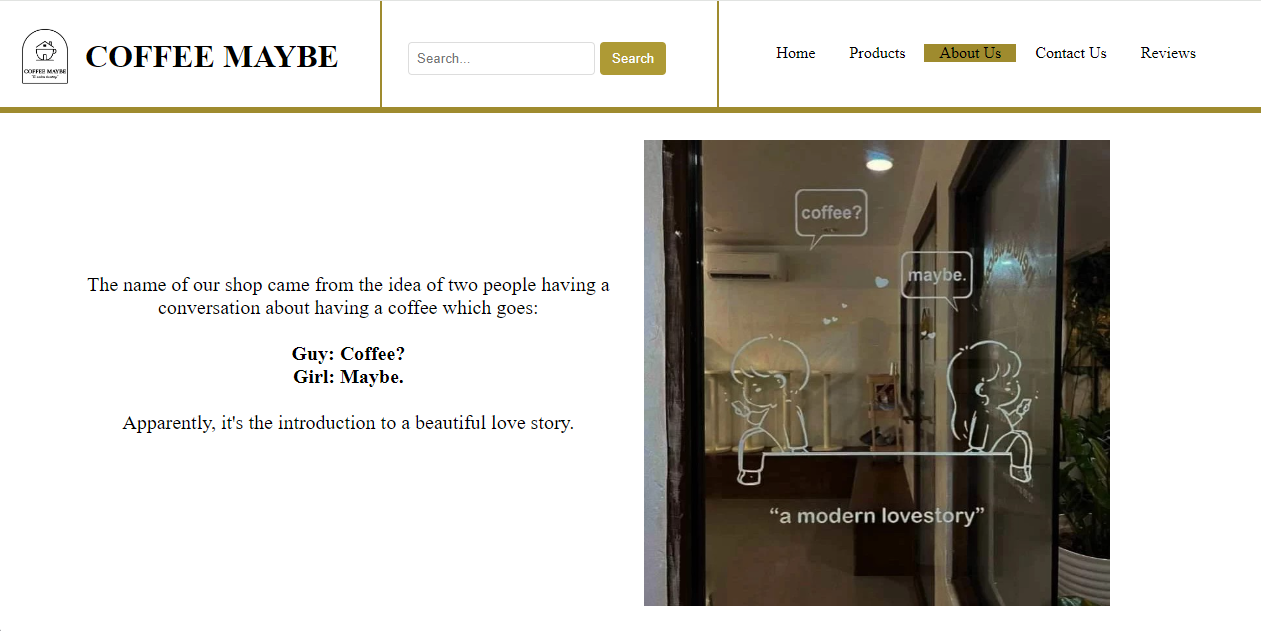 COFFEE MAYBE
COFFEE MAYBE
Search...
Search
Home
Products
About Us
Contact Us
Reviews
The name of our shop came from the idea of two people having a
conversation about having a coffee which goes:
Guy: Coffee?
Girl: Maybe.
Apparently, it's the introduction to a beautiful love story.
coffee?
maybe.
“a modern lovestory”